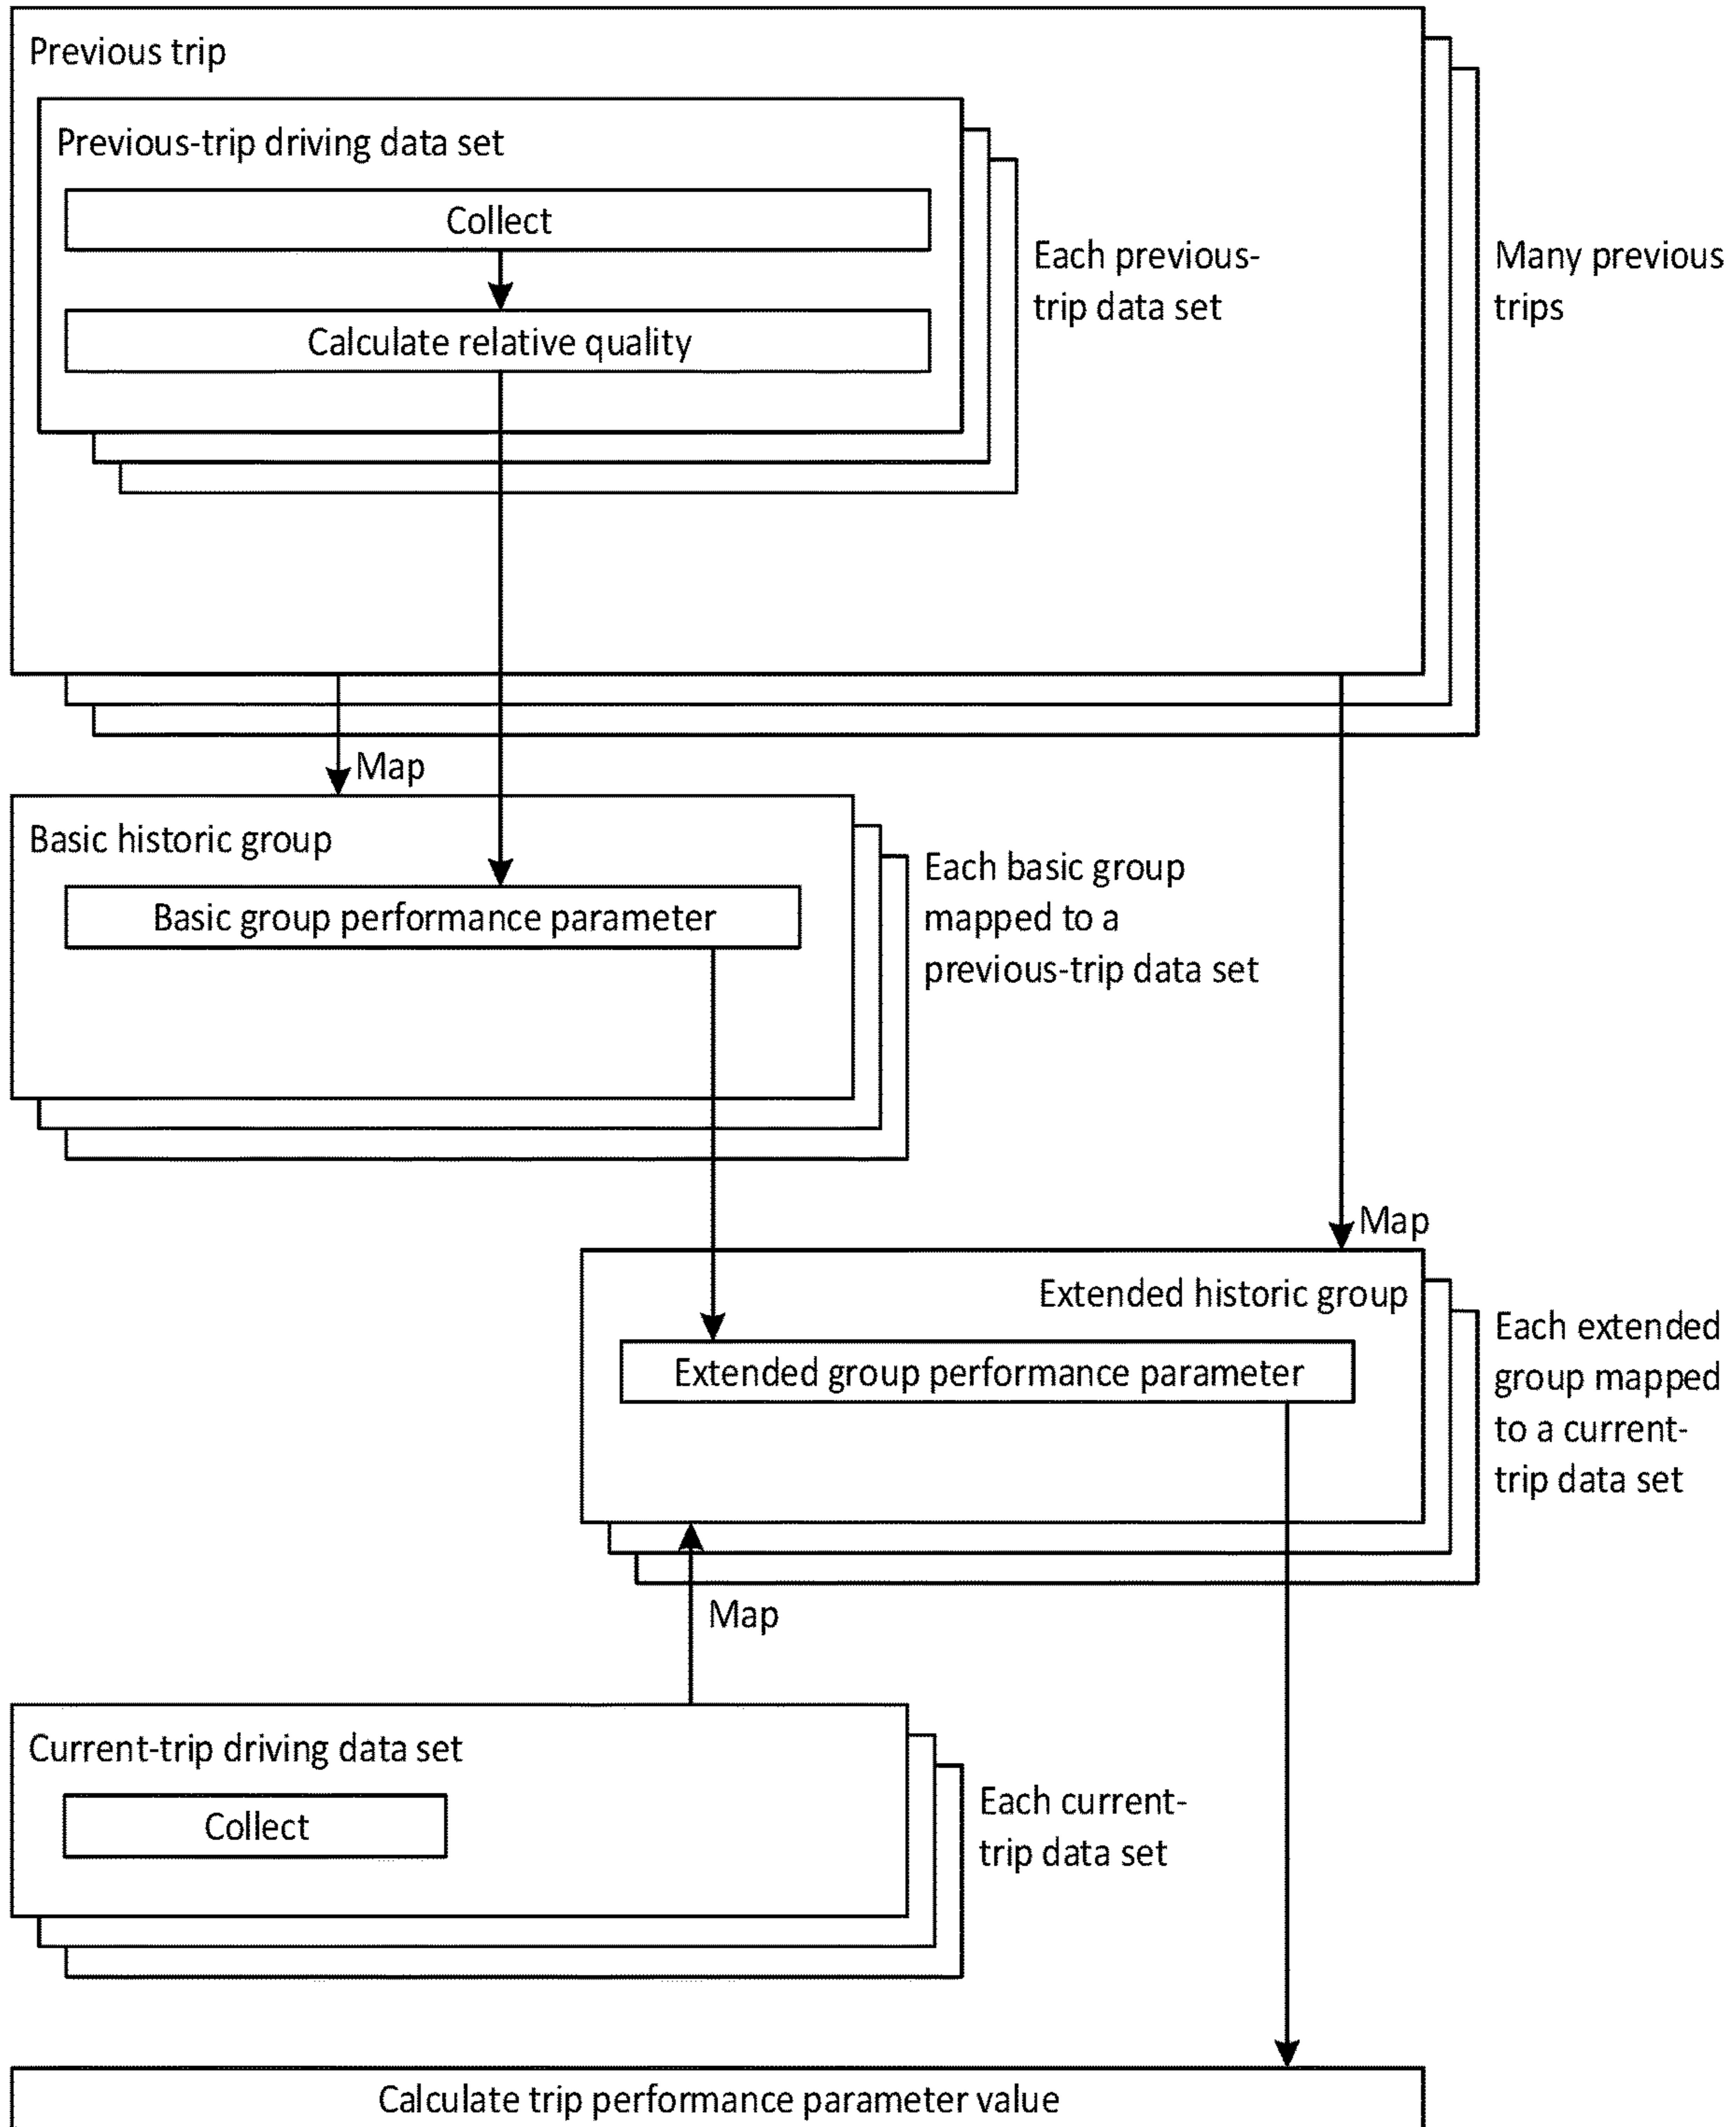 Previous trip
Previous-trip driving data set
Collect
Calculate relative quality
Each previous-
trip data set
Many previous
trips
Map
Basic historic group
Basic group performance parameter
Each basic group
mapped to a
previous-trip data set
Map
Extended historic group
Extended group performance parameter
Each extended
group mapped
to a current-
trip data set
Map
Current-trip driving data set
Collect
Each current-
trip data set
Calculate trip performance parameter value